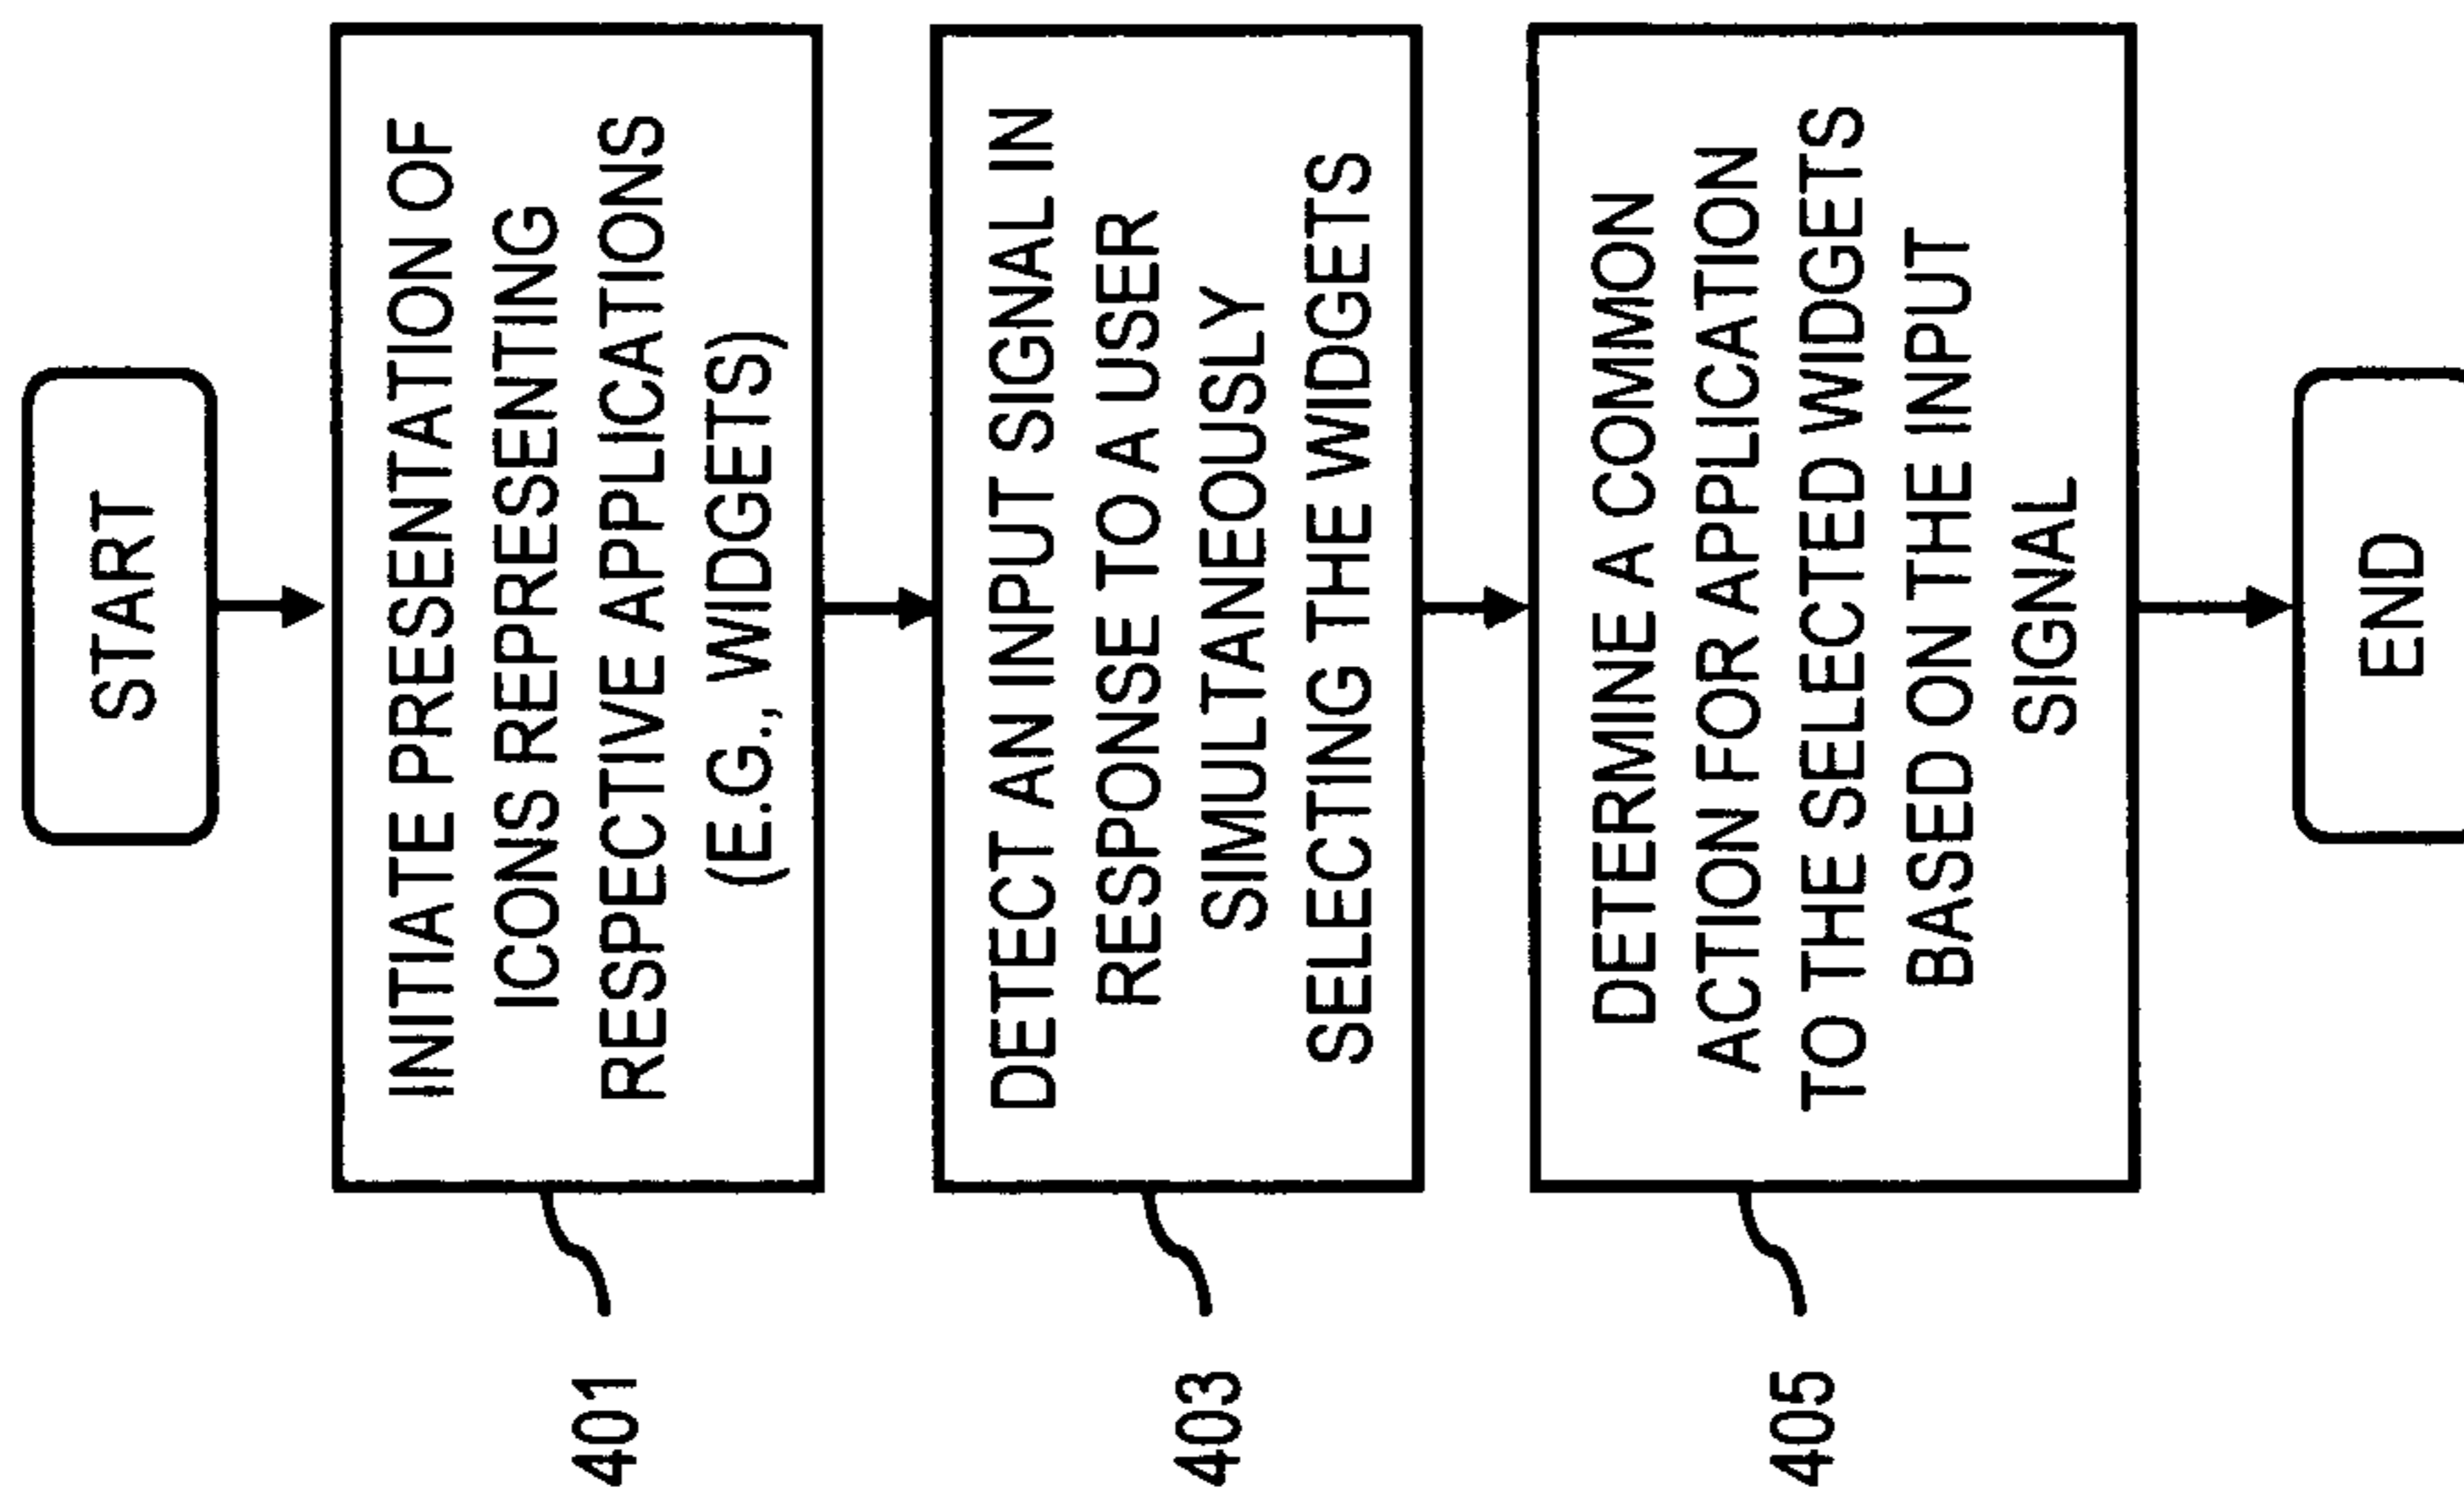 START
INITIATE PRESENTATION OF
ICONS REPRESENTING
RESPECTIVE APPLICATIONS
(E.G., WIDGETS)
401
DETECT AN INPUT SIGNAL IN
RESPONSE TO A USER
SIMULTANEOUSLY
SELECTING THE WIDGETS
403
DETERMINE A COMMON
ACTION FOR APPLICATION
TO THE SELECTED WIDGETS
BASED ON THE INPUT
SIGNAL
405
END